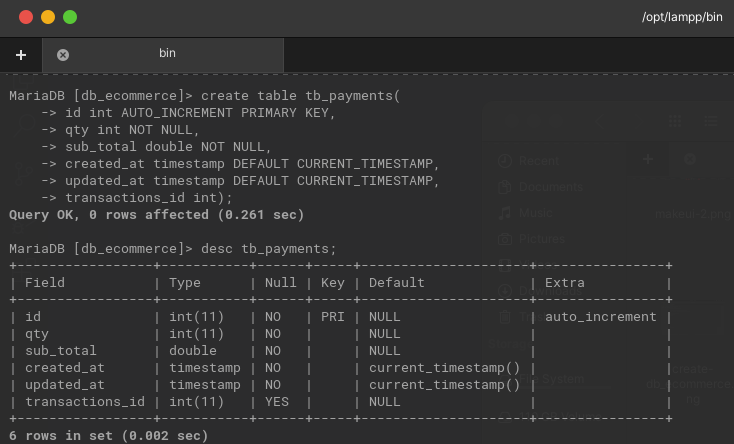 /opt/lampp/bin
+ bin
MariaDB [db_ecommerce]> create table tb_payments(
    -> id int AUTO_INCREMENT PRIMARY KEY,
    -> qty int NOT NULL,
    -> sub_total double NOT NULL,
    -> created_at timestamp DEFAULT CURRENT_TIMESTAMP,
    -> updated_at timestamp DEFAULT CURRENT_TIMESTAMP,
    -> transactions_id int);
Query OK, 0 rows affected (0.261 sec)
MariaDB [db_ecommerce]> desc tb_payments;
+-----------------+-----------+------+-----+---------------------+----------------+
| Field           | Type      | Null | Key | Default             | Extra          |
+-----------------+-----------+------+-----+---------------------+----------------+
| id              | int(11)   | NO   | PRI | NULL                | auto_increment |
| qty             | int(11)   | NO   |     | NULL                |                |
| sub_total       | double    | NO   |     | NULL                |                |
| created_at      | timestamp | NO   |     | current_timestamp() |                |
| updated_at      | timestamp | NO   |     | current_timestamp() |                |
| transactions_id | int(11)   | YES  |     | NULL                |                |
+-----------------+-----------+------+-----+---------------------+----------------+
6 rows in set (0.002 sec)
Recent
Documents
Music
Pictures